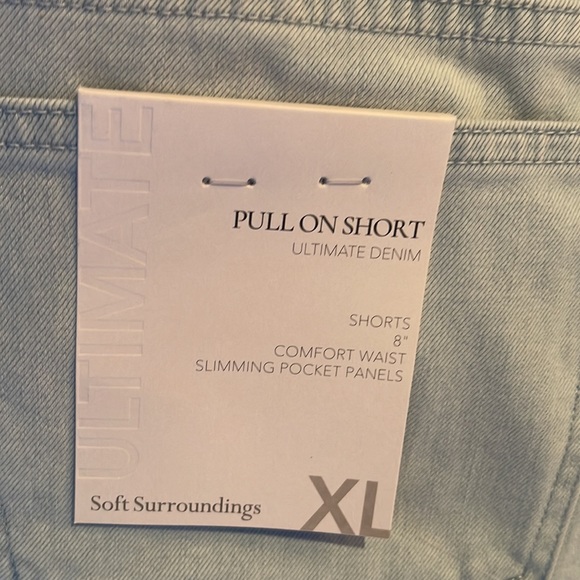 ULTIMATE
PULL ON SHORT
ULTIMATE DENIM
SHORTS
8"
COMFORT WAIST
SLIMMING POCKET PANELS
Soft Surroundings
XL